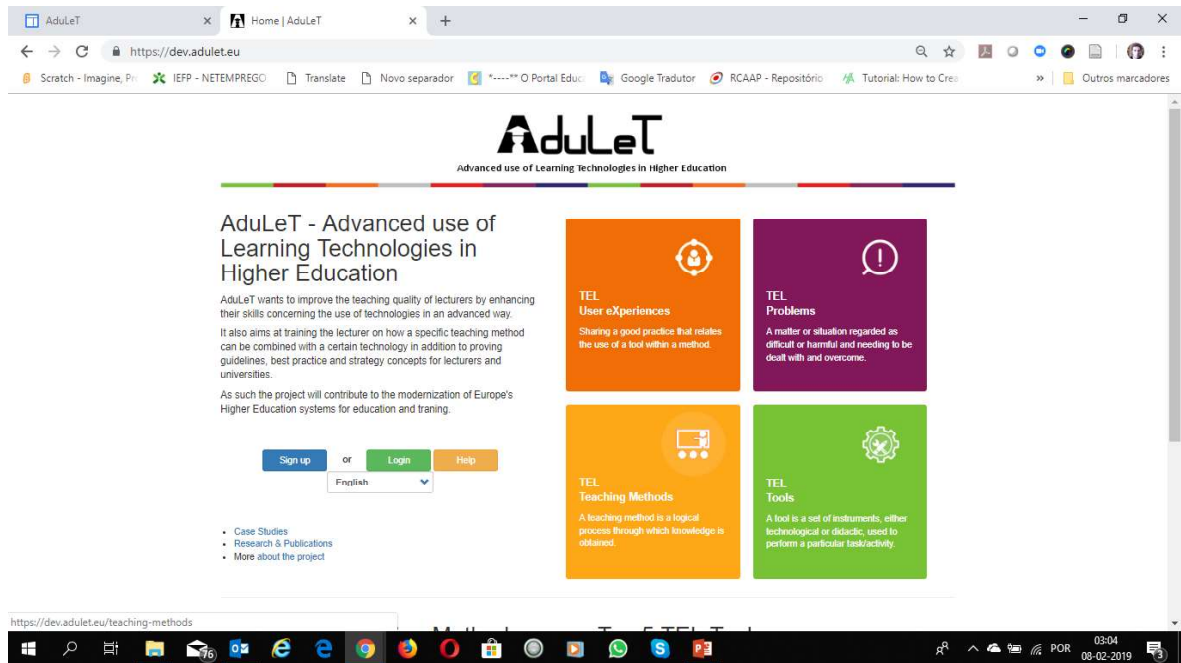 AduLeT
Home | AduLeT
https://dev.adulet.eu
Scratch - Imagine, Pr
IEFP - NETEMPREGO
Translate
Novo separador
*----** O Portal Educ
Google Tradutor
RCAAP - Repositório
Tutorial: How to Crea
»
Outros marcadores
AduLeT
Advanced use of Learning Technologies in Higher Education
AduLeT - Advanced use of
Learning Technologies in
Higher Education
AduLeT wants to improve the teaching quality of lecturers by enhancing
their skills concerning the use of technologies in an advanced way.
It also aims at training the lecturer on how a specific teaching method
can be combined with a certain technology in addition to proving
guidelines, best practice and strategy concepts for lecturers and
universities.
As such the project will contribute to the modernization of Europe's
Higher Education systems for education and traning.
Sign up or Login Help
English
Case Studies
Research & Publications
More about the project
TEL
User eXperiences
Sharing a good practice that relates
the use of a tool within a method.
TEL
Problems
A matter or situation regarded as
difficult or harmful and needing to be
dealt with and overcome.
TEL
Teaching Methods
A teaching method is a logical
process through which knowledge is
obtained.
TEL
Tools
A tool is a set of instruments, either
technological or didactic, used to
perform a particular task/activity.
https://dev.adulet.eu/teaching-methods
76
POR
03:04
08-02-2019
3